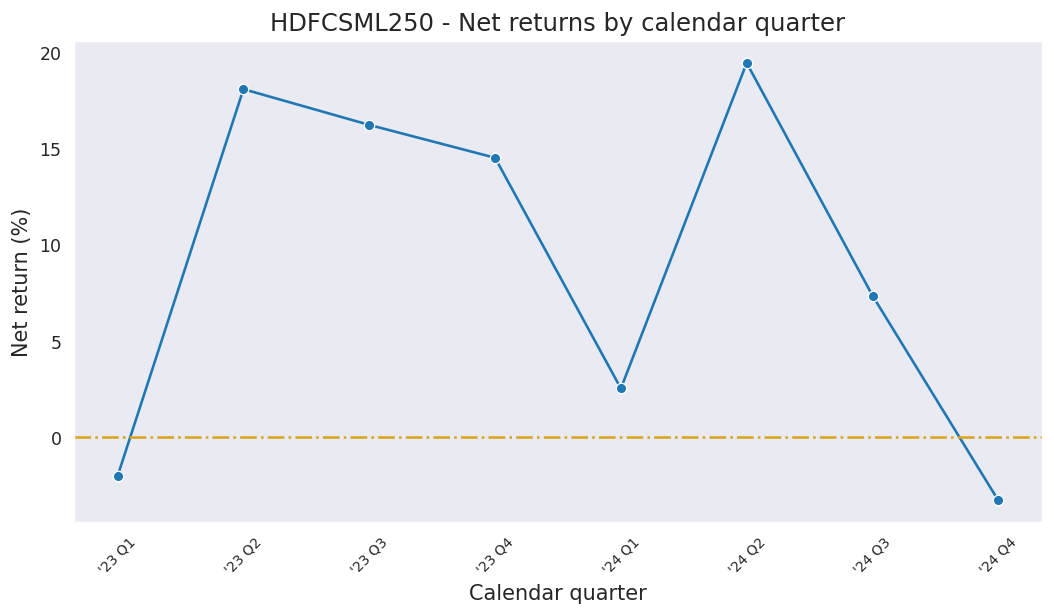 HDFCSML250 - Net returns by calendar quarter
Net return (%)
20
15
10
5
0
'23 Q1
'23 Q2
'23 Q3
'23 Q4
'24 Q1
'24 Q2
'24 Q3
'24 Q4
Calendar quarter